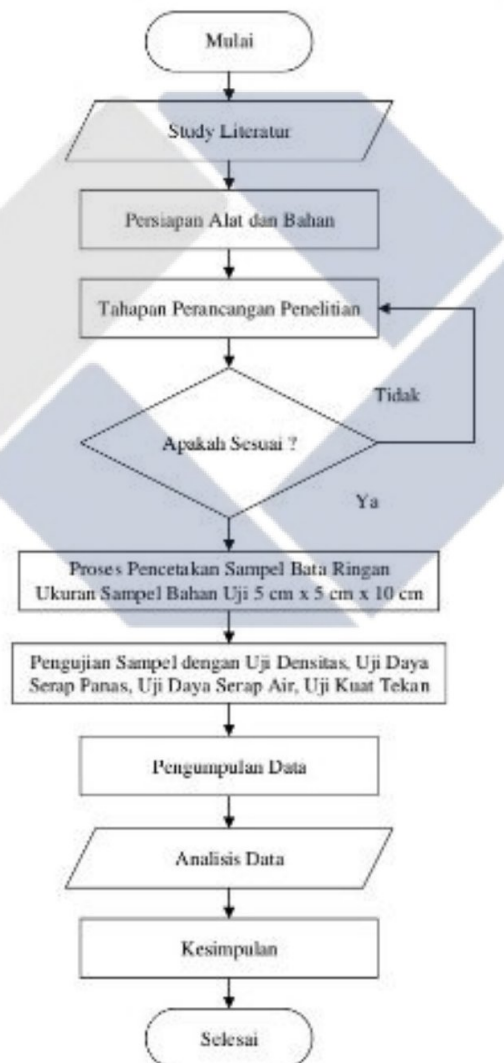 Mulai
Study Literatur
Persiapan Alat dan Bahan
Tahapan Perancangan Penelitian
Tidak
Apakah Sesuai ?
Ya
Proses Pencetakan Sampel Bata Ringan
Ukuran Sampel Bahan Uji 5 cm x 5 cm x 10 cm
Pengujian Sampel dengan Uji Densitas, Uji Daya
Serap Panas, Uji Daya Serap Air, Uji Kuat Tekan
Pengumpulan Data
Analisis Data
Kesimpulan
Selesai